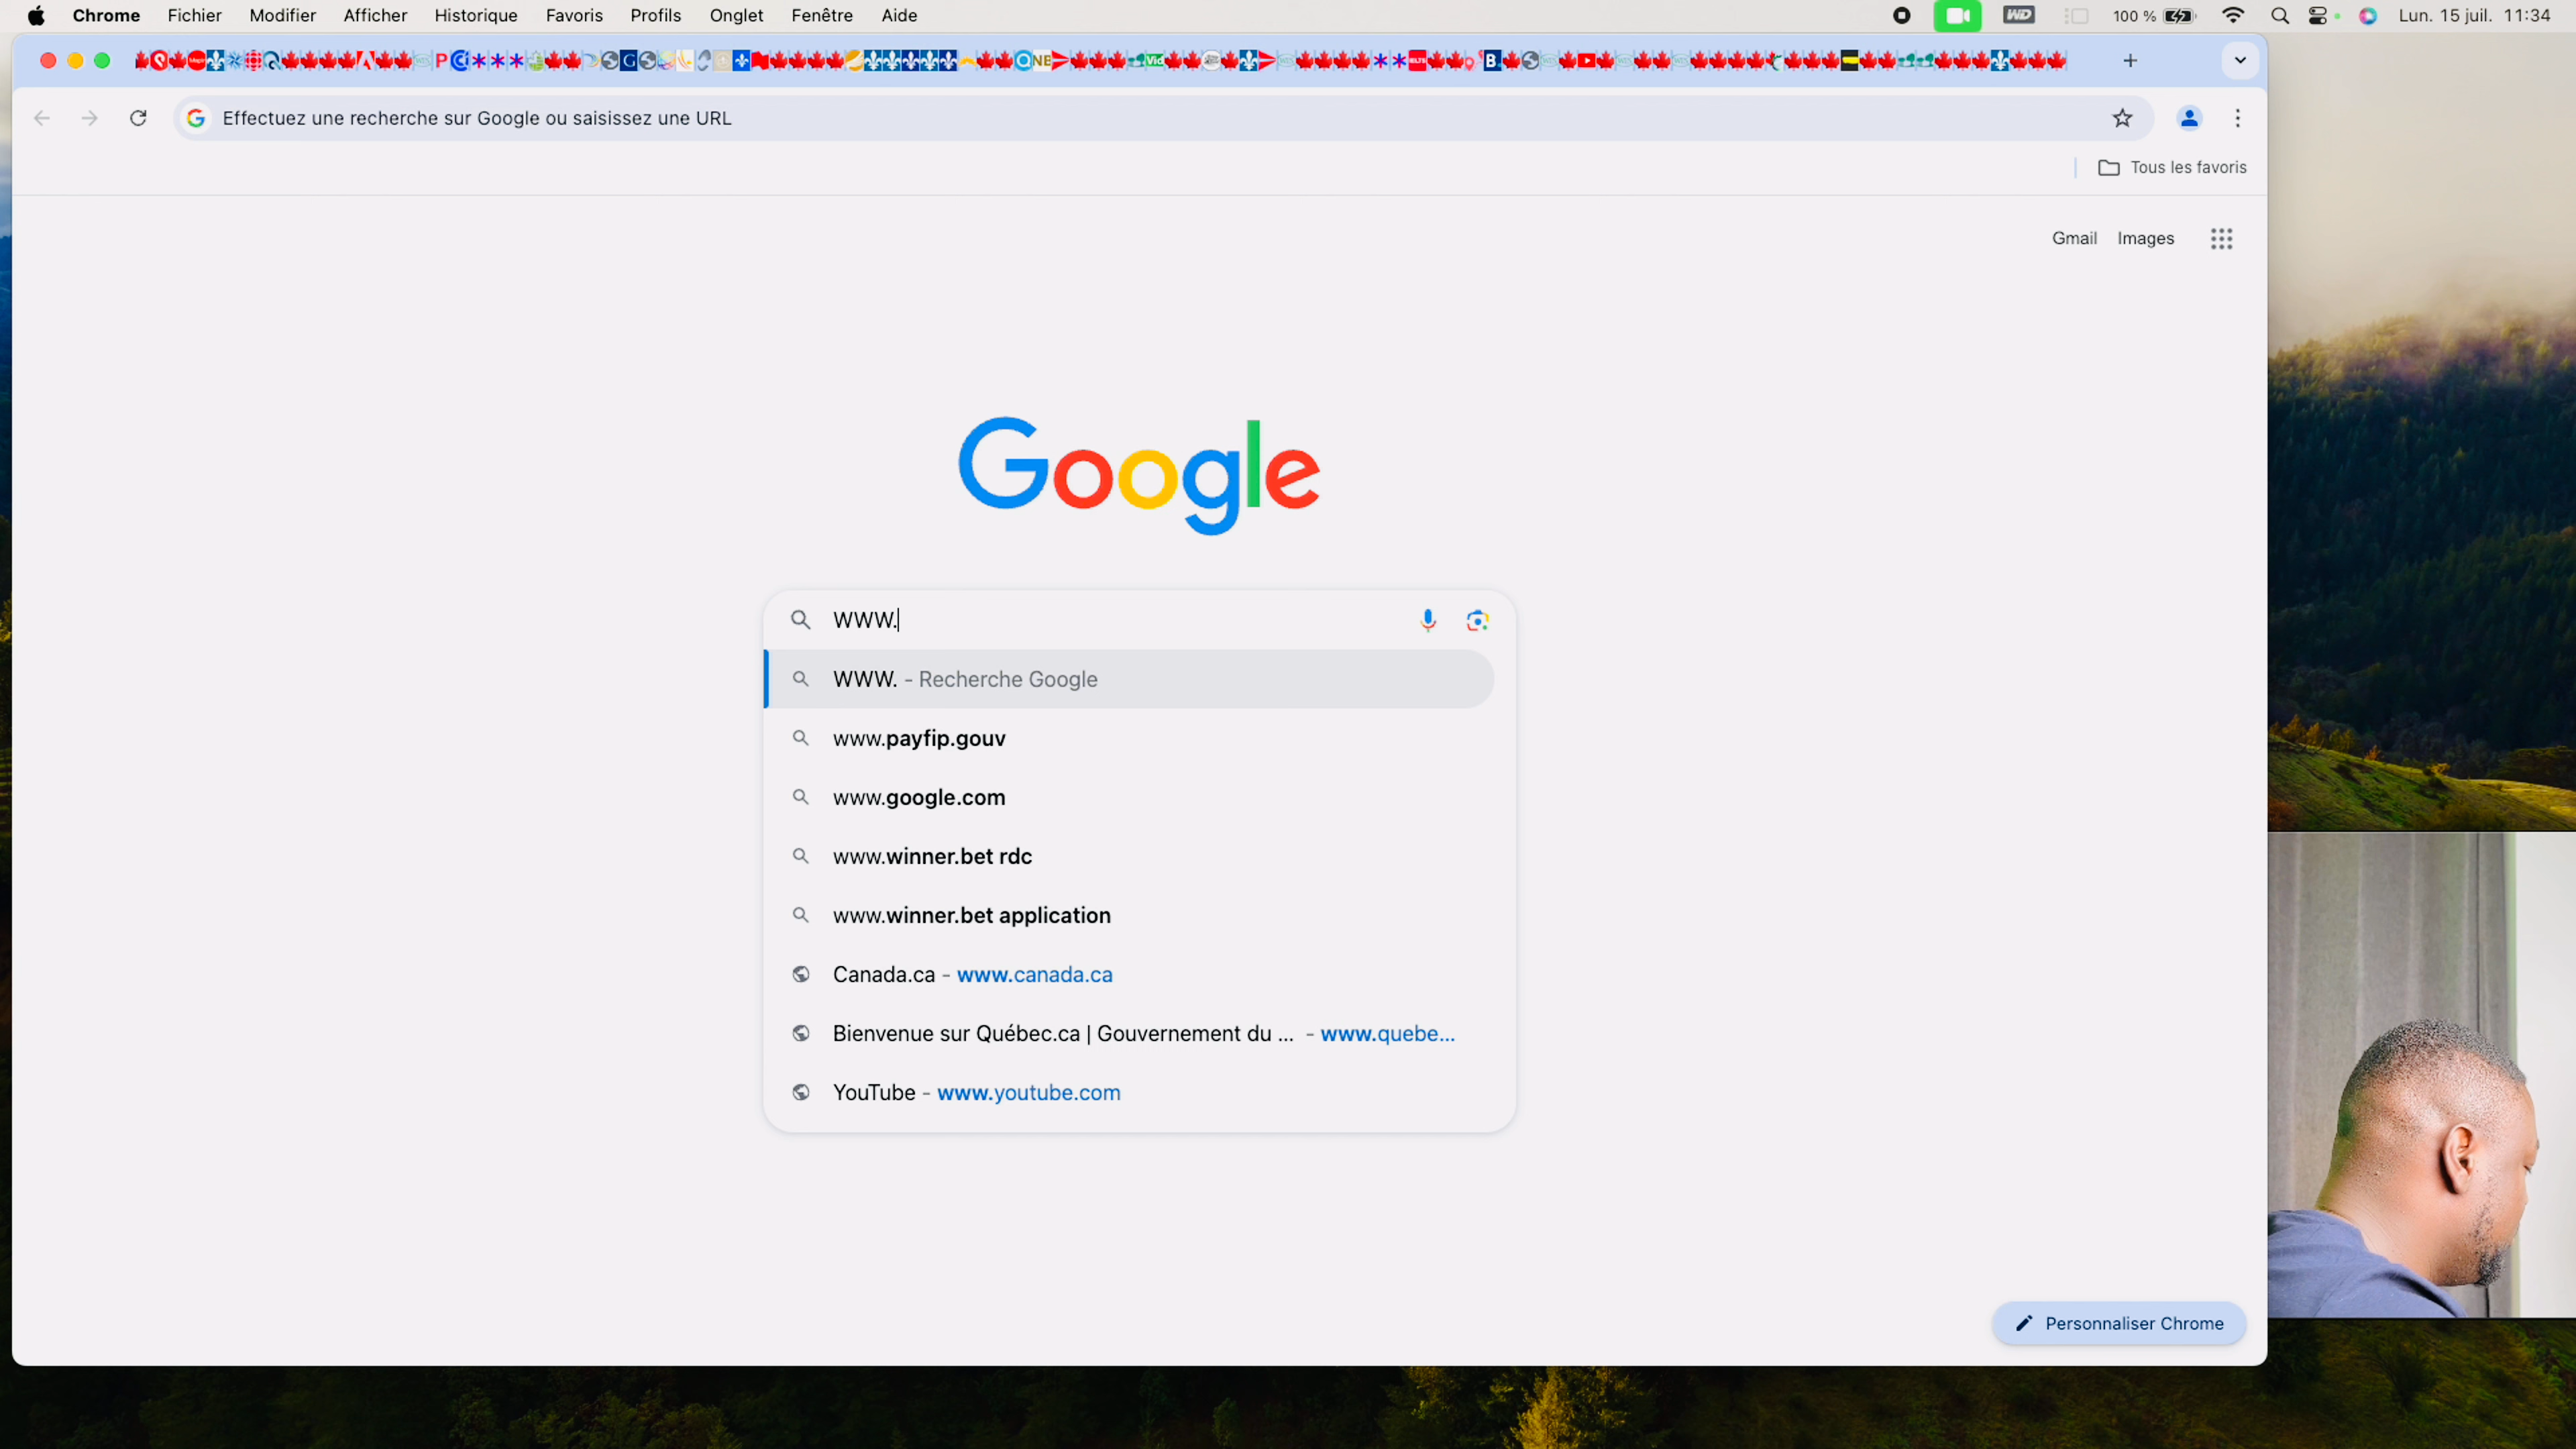 Chrome Fichier Modifier Afficher Historique Favoris Profils Onglet Fenêtre Aide WD 100 % Lun. 15 juil. 11:34
Effectuez une recherche sur Google ou saisissez une URL
Tous les favoris
Gmail Images
Google
WWW.
WWW. - Recherche Google
www.payfip.gouv
www.google.com
www.winner.bet rdc
www.winner.bet application
Canada.ca - www.canada.ca
Bienvenue sur Québec.ca | Gouvernement du ... - www.quebe...
YouTube - www.youtube.com
Personnaliser Chrome